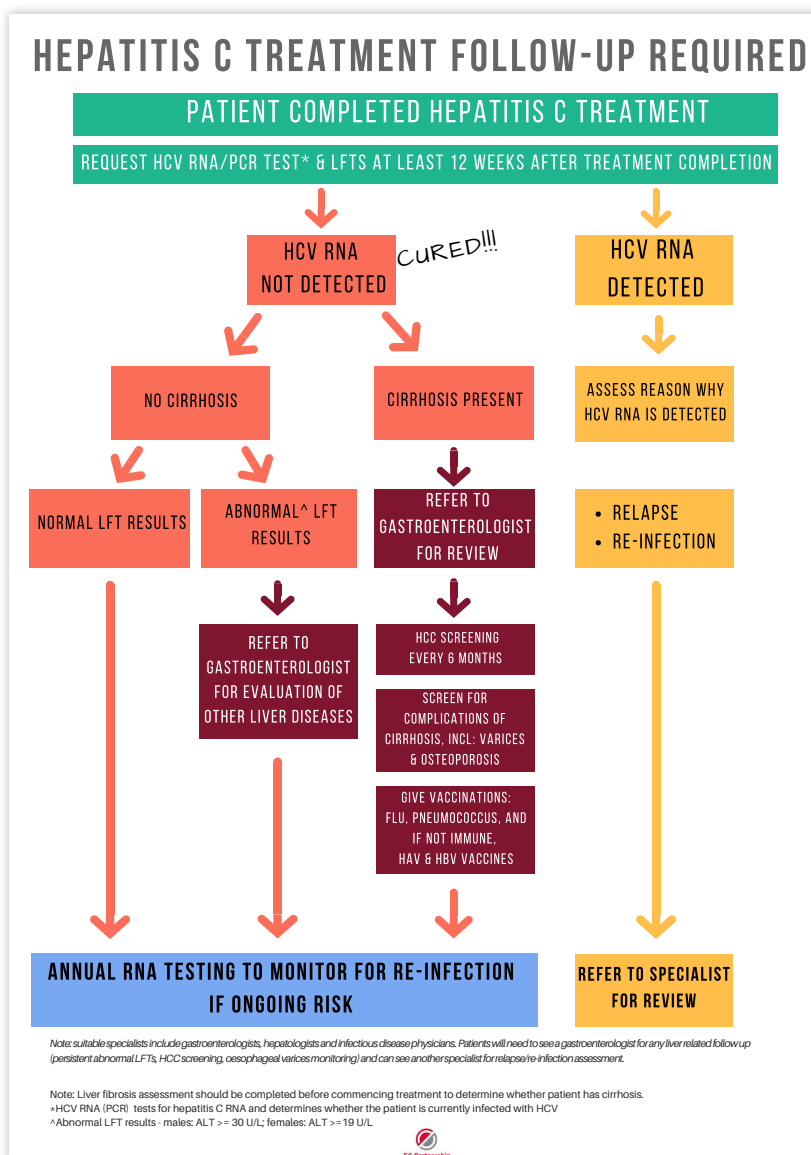 HEPATITIS C TREATMENT FOLLOW-UP REQUIRED
PATIENT COMPLETED HEPATITIS C TREATMENT
REQUEST HCV RNA/PCR TEST* & LFTS AT LEAST 12 WEEKS AFTER TREATMENT COMPLETION
HCV RNA
NOT DETECTED
CURED!!!
HCV RNA
DETECTED
NO CIRRHOSIS
CIRRHOSIS PRESENT
ASSESS REASON WHY
HCV RNA IS DETECTED
NORMAL LFT RESULTS
ABNORMAL^ LFT
RESULTS
REFER TO
GASTROENTEROLOGIST
FOR REVIEW
• RELAPSE
• RE-INFECTION
REFER TO
GASTROENTEROLOGIST
FOR EVALUATION OF
OTHER LIVER DISEASES
HCC SCREENING
EVERY 6 MONTHS
SCREEN FOR
COMPLICATIONS OF
CIRRHOSIS, INCL: VARICES
& OSTEOPOROSIS
GIVE VACCINATIONS:
FLU, PNEUMOCOCCUS, AND
IF NOT IMMUNE,
HAV & HBV VACCINES
ANNUAL RNA TESTING TO MONITOR FOR RE-INFECTION
IF ONGOING RISK
REFER TO SPECIALIST
FOR REVIEW
Note: suitable specialists include gastroenterologists, hepatologists and infectious disease physicians. Patients will need to see a gastroenterologist for any liver related follow up
(persistent abnormal LFTs, HCC screening, oesophageal varices monitoring) and can see another specialist for relapse/re-infection assessment.
Note: Liver fibrosis assessment should be completed before commencing treatment to determine whether patient has cirrhosis.
*HCV RNA (PCR) tests for hepatitis C RNA and determines whether the patient is currently infected with HCV
^Abnormal LFT results - males: ALT >= 30 U/L; females: ALT >=19 U/L